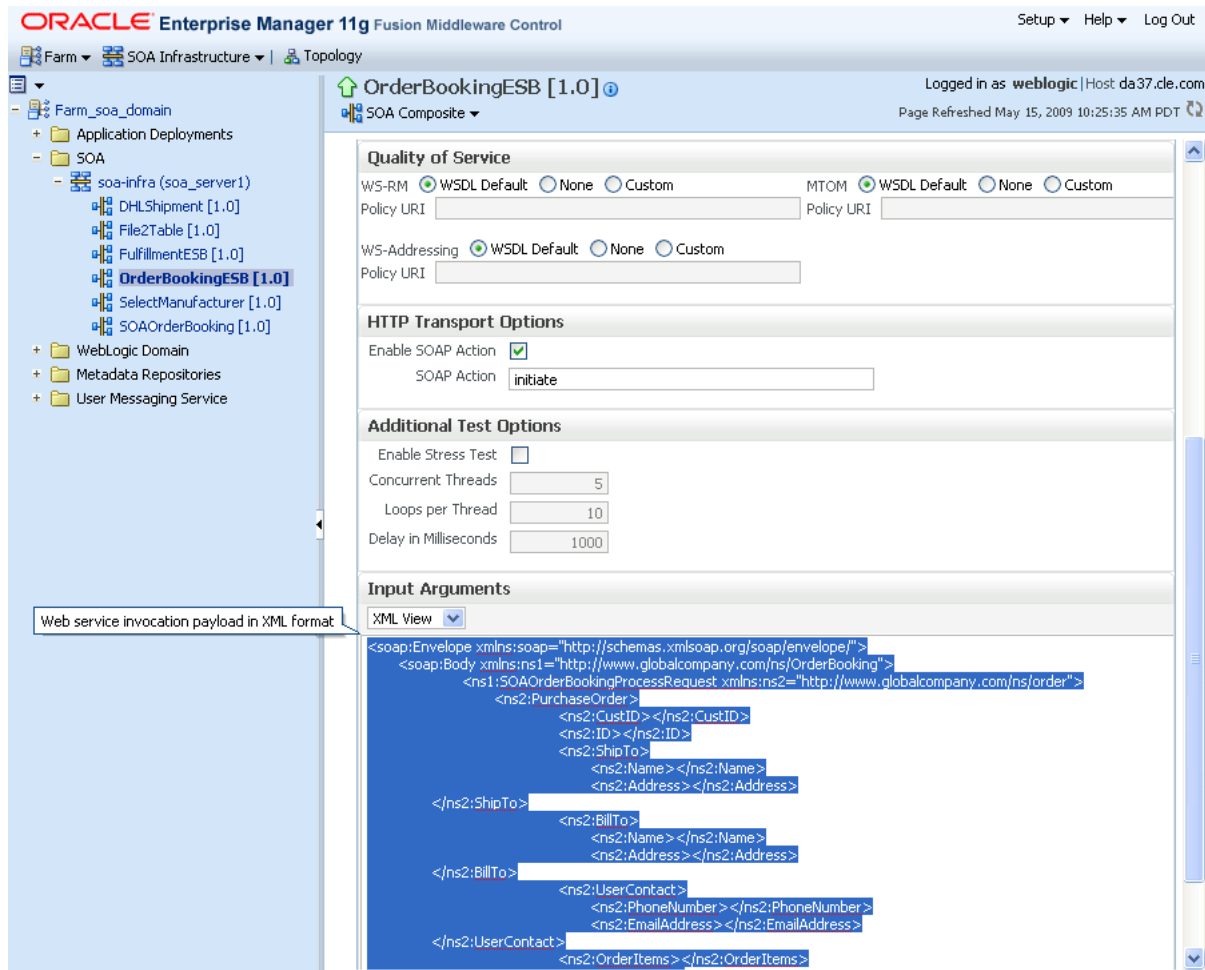 ORACLE Enterprise Manager 11g Fusion Middleware Control
Setup Help Log Out
Farm SOA Infrastructure | Topology
OrderBookingESB [1.0]
Logged in as weblogic|Host da37.cle.com
SOA Composite
Page Refreshed May 15, 2009 10:25:35 AM PDT
Farm_soa_domain
Application Deployments
SOA
soa-infra (soa_server1)
DHLShipment [1.0]
File2Table [1.0]
FulfillmentESB [1.0]
OrderBookingESB [1.0]
SelectManufacturer [1.0]
SOAOrderBooking [1.0]
WebLogic Domain
Metadata Repositories
User Messaging Service
Quality of Service
WS-RM WSDL Default None Custom
MTOM WSDL Default None Custom
Policy URI
Policy URI
WS-Addressing WSDL Default None Custom
Policy URI
HTTP Transport Options
Enable SOAP Action
SOAP Action initiate
Additional Test Options
Enable Stress Test
Concurrent Threads 5
Loops per Thread 10
Delay in Milliseconds 1000
Input Arguments
XML View
Web service invocation payload in XML format
<soap:Envelope xmlns:soap="http://schemas.xmlsoap.org/soap/envelope/">
<soap:Body xmlns:ns1="http://www.globalcompany.com/ns/OrderBooking">
<ns1:SOAOrderBookingProcessRequest xmlns:ns2="http://www.globalcompany.com/ns/order">
<ns2:PurchaseOrder>
<ns2:CustID></ns2:CustID>
<ns2:ID></ns2:ID>
<ns2:ShipTo>
<ns2:Name></ns2:Name>
<ns2:Address></ns2:Address>
</ns2:ShipTo>
<ns2:BillTo>
<ns2:Name></ns2:Name>
<ns2:Address></ns2:Address>
</ns2:BillTo>
<ns2:UserContact>
<ns2:PhoneNumber></ns2:PhoneNumber>
<ns2:EmailAddress></ns2:EmailAddress>
</ns2:UserContact>
<ns2:OrderItems></ns2:OrderItems>